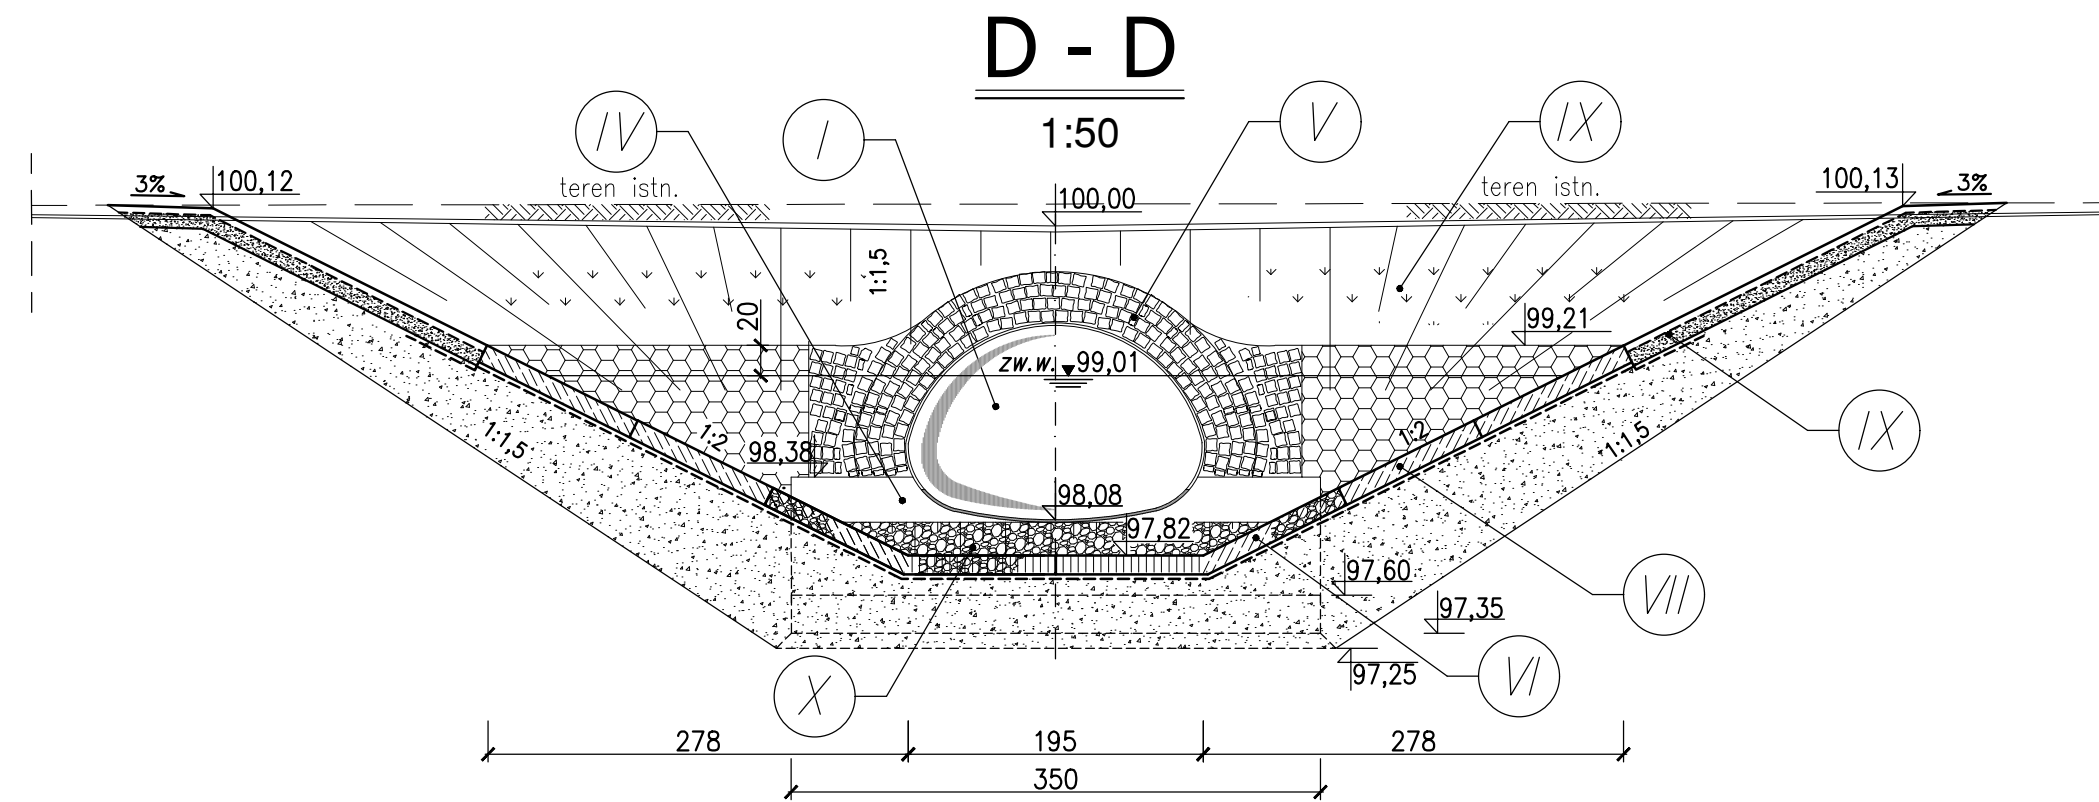 D - D
1:50
IV
I
V
IX
3%
100,12
teren istn.
100,00
teren istn.
100,13
3%
1:1,5
20
99,21
zw.w. 99,01
1:1,5
1:2
98,38
1:2
1:1,5
IX
98,08
97,82
97,60
VII
97,35
97,25
X
VI
278
195
278
350